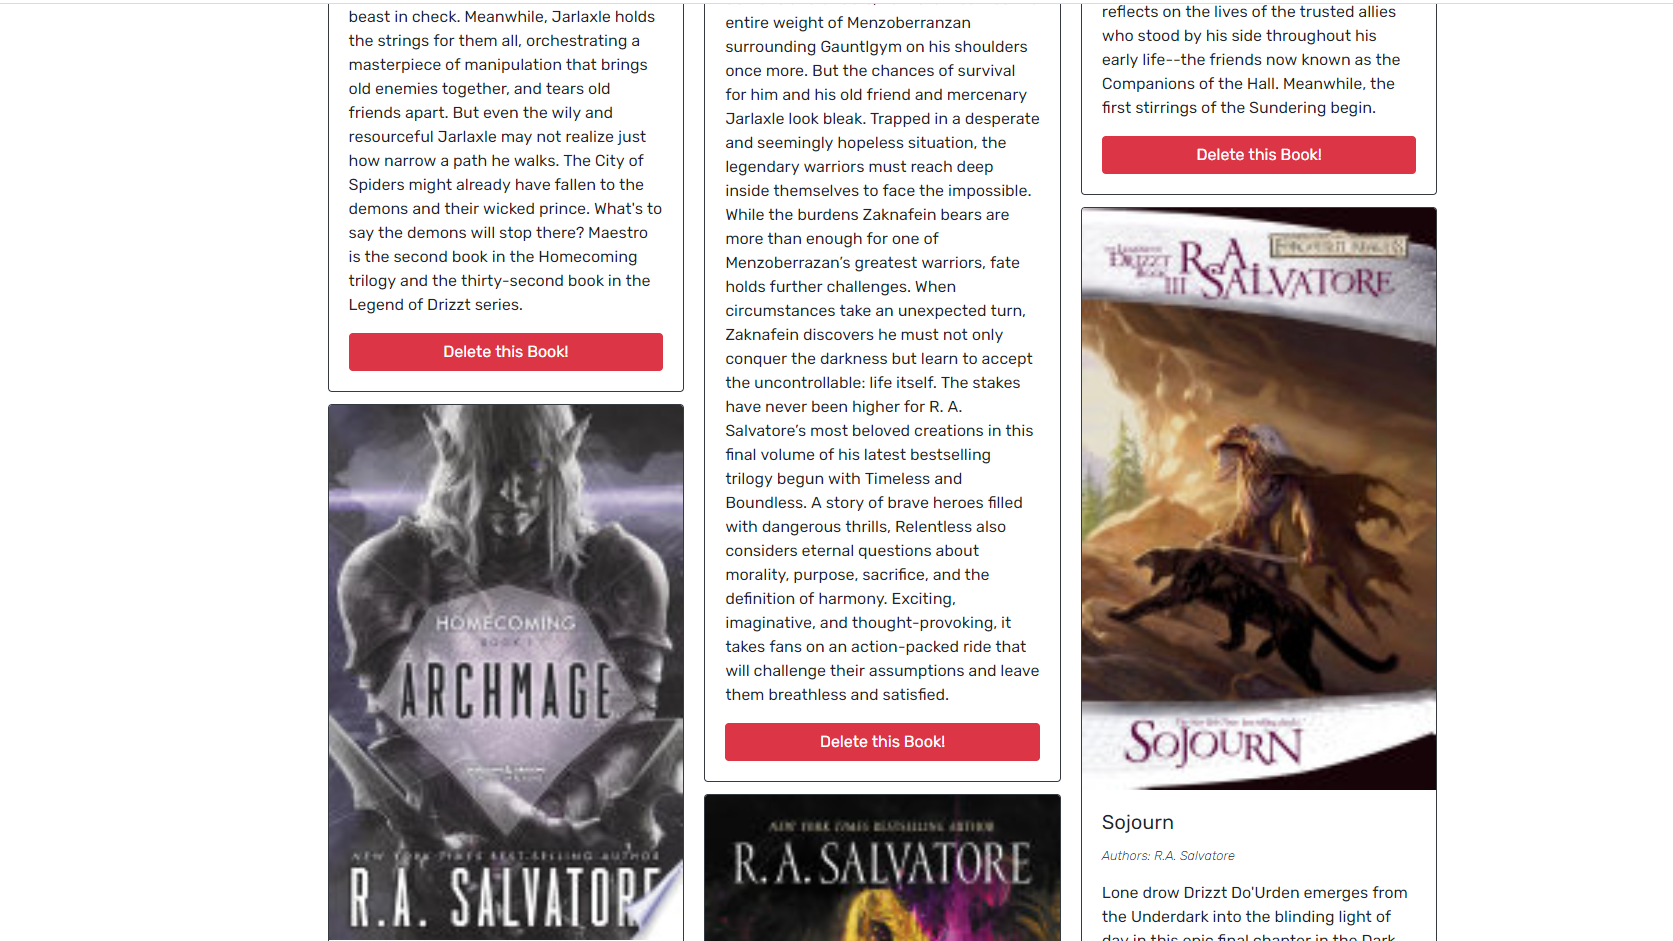 beast in check. Meanwhile, Jarlaxle holds
the strings for them all, orchestrating a
masterpiece of manipulation that brings
old enemies together, and tears old
friends apart. But even the wily and
resourceful Jarlaxle may not realize just
how narrow a path he walks. The City of
Spiders might already have fallen to the
demons and their wicked prince. What's to
say the demons will stop there? Maestro
is the second book in the Homecoming
trilogy and the thirty-second book in the
Legend of Drizzt series.
Delete this Book!
HOMECOMING
BOOK I
ARCHMAGE
NEW YORK TIMES BEST-SELLING AUTHOR
R.A. SALVATORE
entire weight of Menzoberranzan
surrounding Gauntlgym on his shoulders
once more. But the chances of survival
for him and his old friend and mercenary
Jarlaxle look bleak. Trapped in a desperate
and seemingly hopeless situation, the
legendary warriors must reach deep
inside themselves to face the impossible.
While the burdens Zaknafein bears are
more than enough for one of
Menzoberrazan’s greatest warriors, fate
holds further challenges. When
circumstances take an unexpected turn,
Zaknafein discovers he must not only
conquer the darkness but learn to accept
the uncontrollable: life itself. The stakes
have never been higher for R. A.
Salvatore’s most beloved creations in this
final volume of his latest bestselling
trilogy begun with Timeless and
Boundless. A story of brave heroes filled
with dangerous thrills, Relentless also
considers eternal questions about
morality, purpose, sacrifice, and the
definition of harmony. Exciting,
imaginative, and thought-provoking, it
takes fans on an action-packed ride that
will challenge their assumptions and leave
them breathless and satisfied.
Delete this Book!
NEW YORK TIMES BESTSELLING AUTHOR
R.A. SALVATORE
reflects on the lives of the trusted allies
who stood by his side throughout his
early life--the friends now known as the
Companions of the Hall. Meanwhile, the
first stirrings of the Sundering begin.
Delete this Book!
FORGOTTEN REALMS
THE LEGEND OF
DRIZZT
BOOK
III
R.A.
SALVATORE
SOJOURN
Sojourn
Authors: R.A. Salvatore
Lone drow Drizzt Do'Urden emerges from
the Underdark into the blinding light of
day in this epic final chapter in the Dark